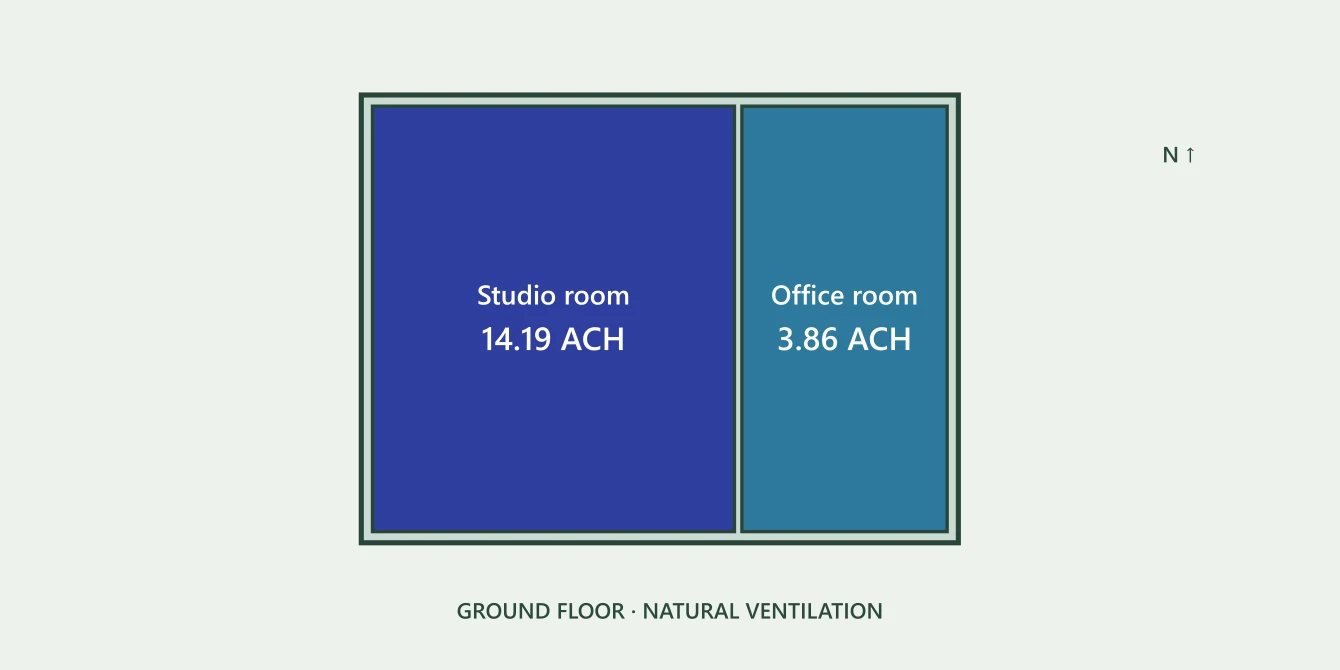 N ↑
Studio room
14.19 ACH
Office room
3.86 ACH
GROUND FLOOR · NATURAL VENTILATION